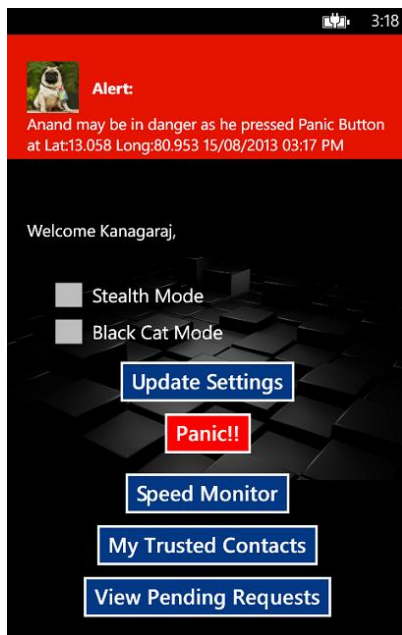 3:18
Alert:
Anand may be in danger as he pressed Panic Button
at Lat:13.058 Long:80.953 15/08/2013 03:17 PM
Welcome Kanagaraj,
Stealth Mode
Black Cat Mode
Update Settings
Panic!!
Speed Monitor
My Trusted Contacts
View Pending Requests